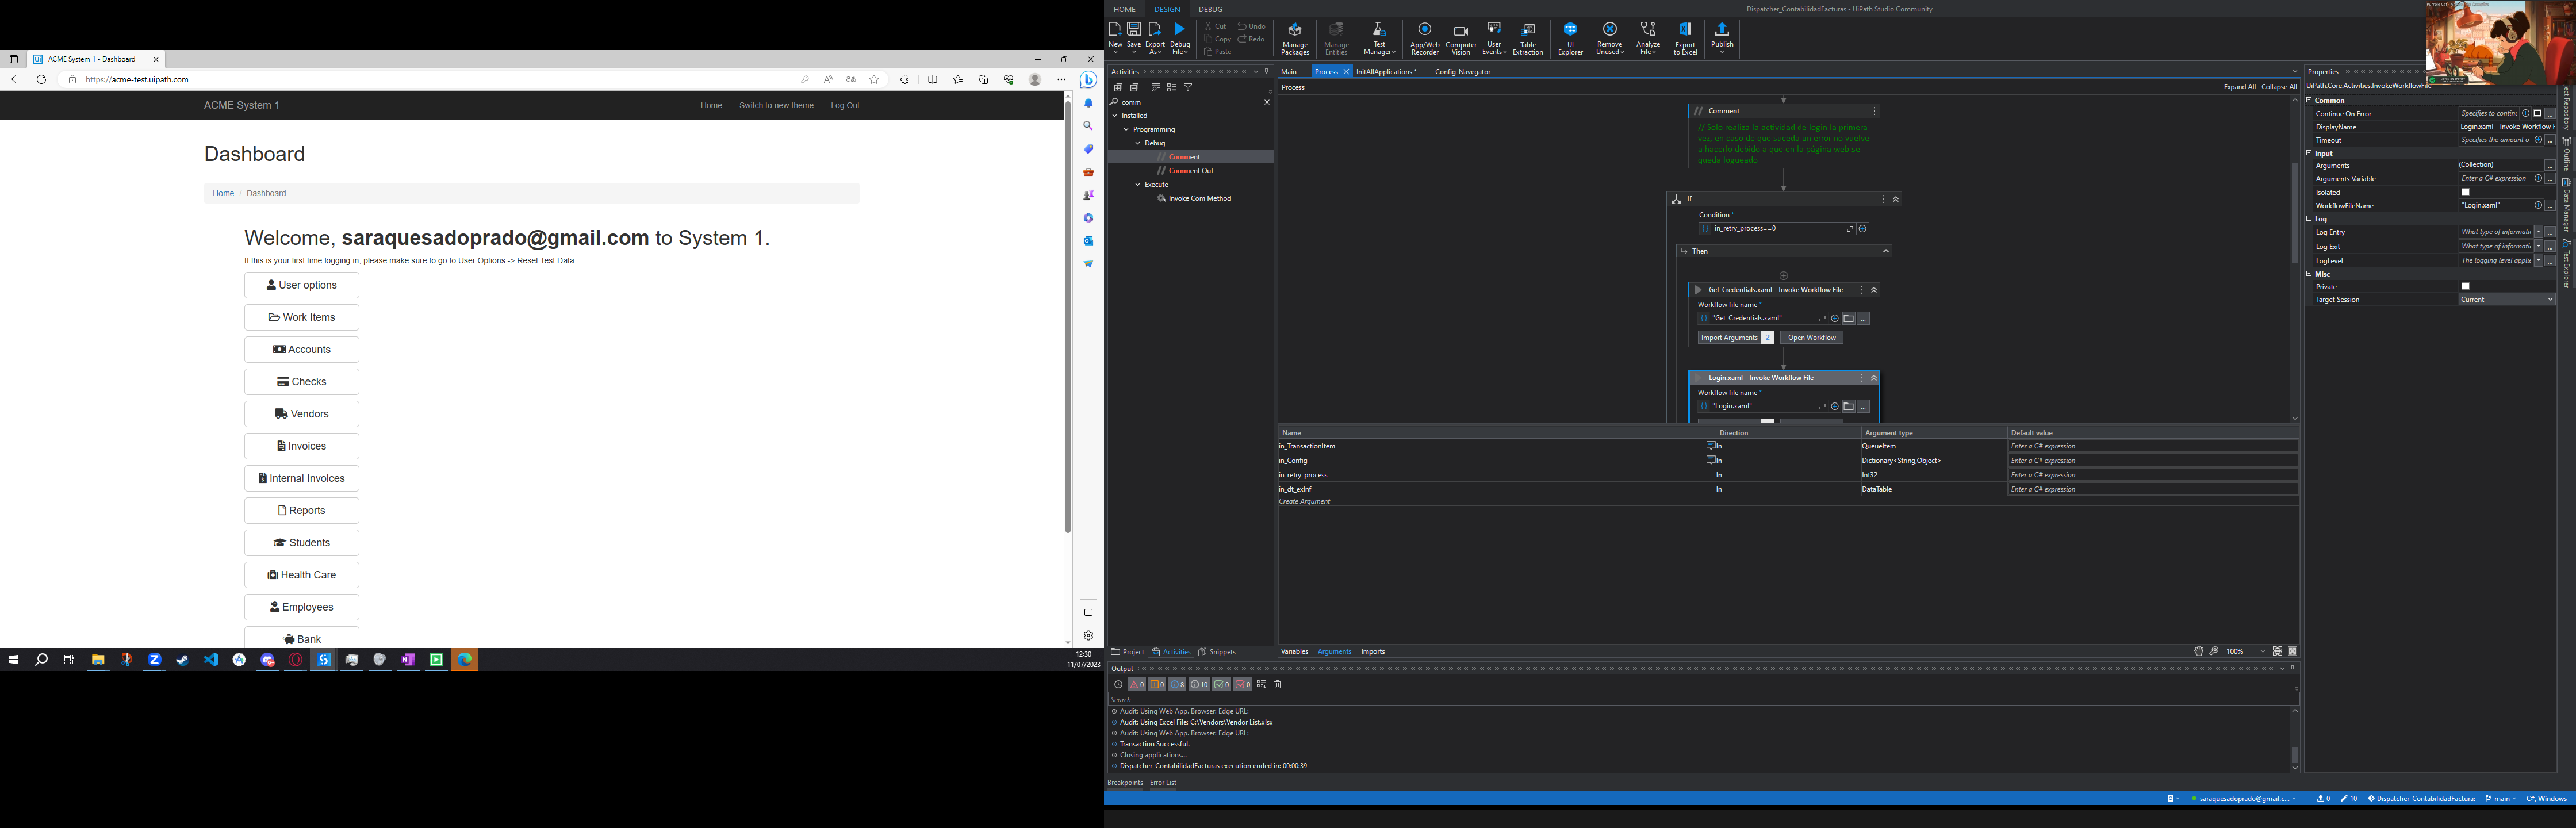 ACME System 1 - Dashboard
https://acme-test.uipath.com
ACME System 1
Home
Switch to new theme
Log Out
Dashboard
Home / Dashboard
Welcome, saraquesadoprado@gmail.com to System 1.
If this is your first time logging in, please make sure to go to User Options -> Reset Test Data
User options
Work Items
Accounts
Checks
Vendors
Invoices
Internal Invoices
Reports
Students
Health Care
Employees
Bank
12:30
11/07/2023
HOME DESIGN DEBUG
Dispatcher_ContabilidadFacturas - UiPath Studio Community
New
Save
Export As
Debug File
Cut
Copy
Paste
Undo
Redo
Manage Packages
Manage Entities
Test Manager
App/Web Recorder
Computer Vision
User Events
Table Extraction
UI Explorer
Remove Unused
Analyze File
Export to Excel
Publish
Activities
comm
Installed
Programming
Debug
Comment
Comment Out
Execute
Invoke Com Method
Project
Activities
Snippets
Main
Process
InitAllApplications *
Config_Navegator
Process
Expand All Collapse All
// Comment
// Solo realiza la actividad de login la primera
vez, en caso de que suceda un error no vuelve
a hacerlo debido a que en la página web se
queda logueado
If
Condition *
in_retry_process==0
Then
Get_Credentials.xaml - Invoke Workflow File
Workflow file name *
"Get_Credentials.xaml"
Import Arguments 2
Open Workflow
Login.xaml - Invoke Workflow File
Workflow file name *
"Login.xaml"
Name Direction Argument type Default value
in_TransactionItem In QueueItem Enter a C# expression
in_Config In Dictionary<String,Object> Enter a C# expression
in_retry_process In Int32 Enter a C# expression
in_dt_exInf In DataTable Enter a C# expression
Create Argument
Variables Arguments Imports
100%
Output
0 0 8 10 0 0
Search
Audit: Using Web App. Browser: Edge URL:
Audit: Using Excel File: C:\Vendors\Vendor List.xlsx
Audit: Using Web App. Browser: Edge URL:
Transaction Successful.
Closing applications...
Dispatcher_ContabilidadFacturas execution ended in: 00:00:39
Breakpoints Error List
Properties
UiPath.Core.Activities.InvokeWorkflowFile
Common
Continue On Error Specifies to contin
DisplayName Login.xaml - Invoke Workflow F
Timeout Specifies the amount o
Input
Arguments (Collection)
Arguments Variable Enter a C# expression
Isolated
WorkflowFileName "Login.xaml"
Log
Log Entry What type of informati
Log Exit What type of informati
LogLevel The logging level appli
Misc
Private
Target Session Current
ect Repository
Outline
Data Manager
Test Explorer
saraquesadoprado@gmail.c...
0
10
Dispatcher_ContabilidadFacturas
main
C#, Windows